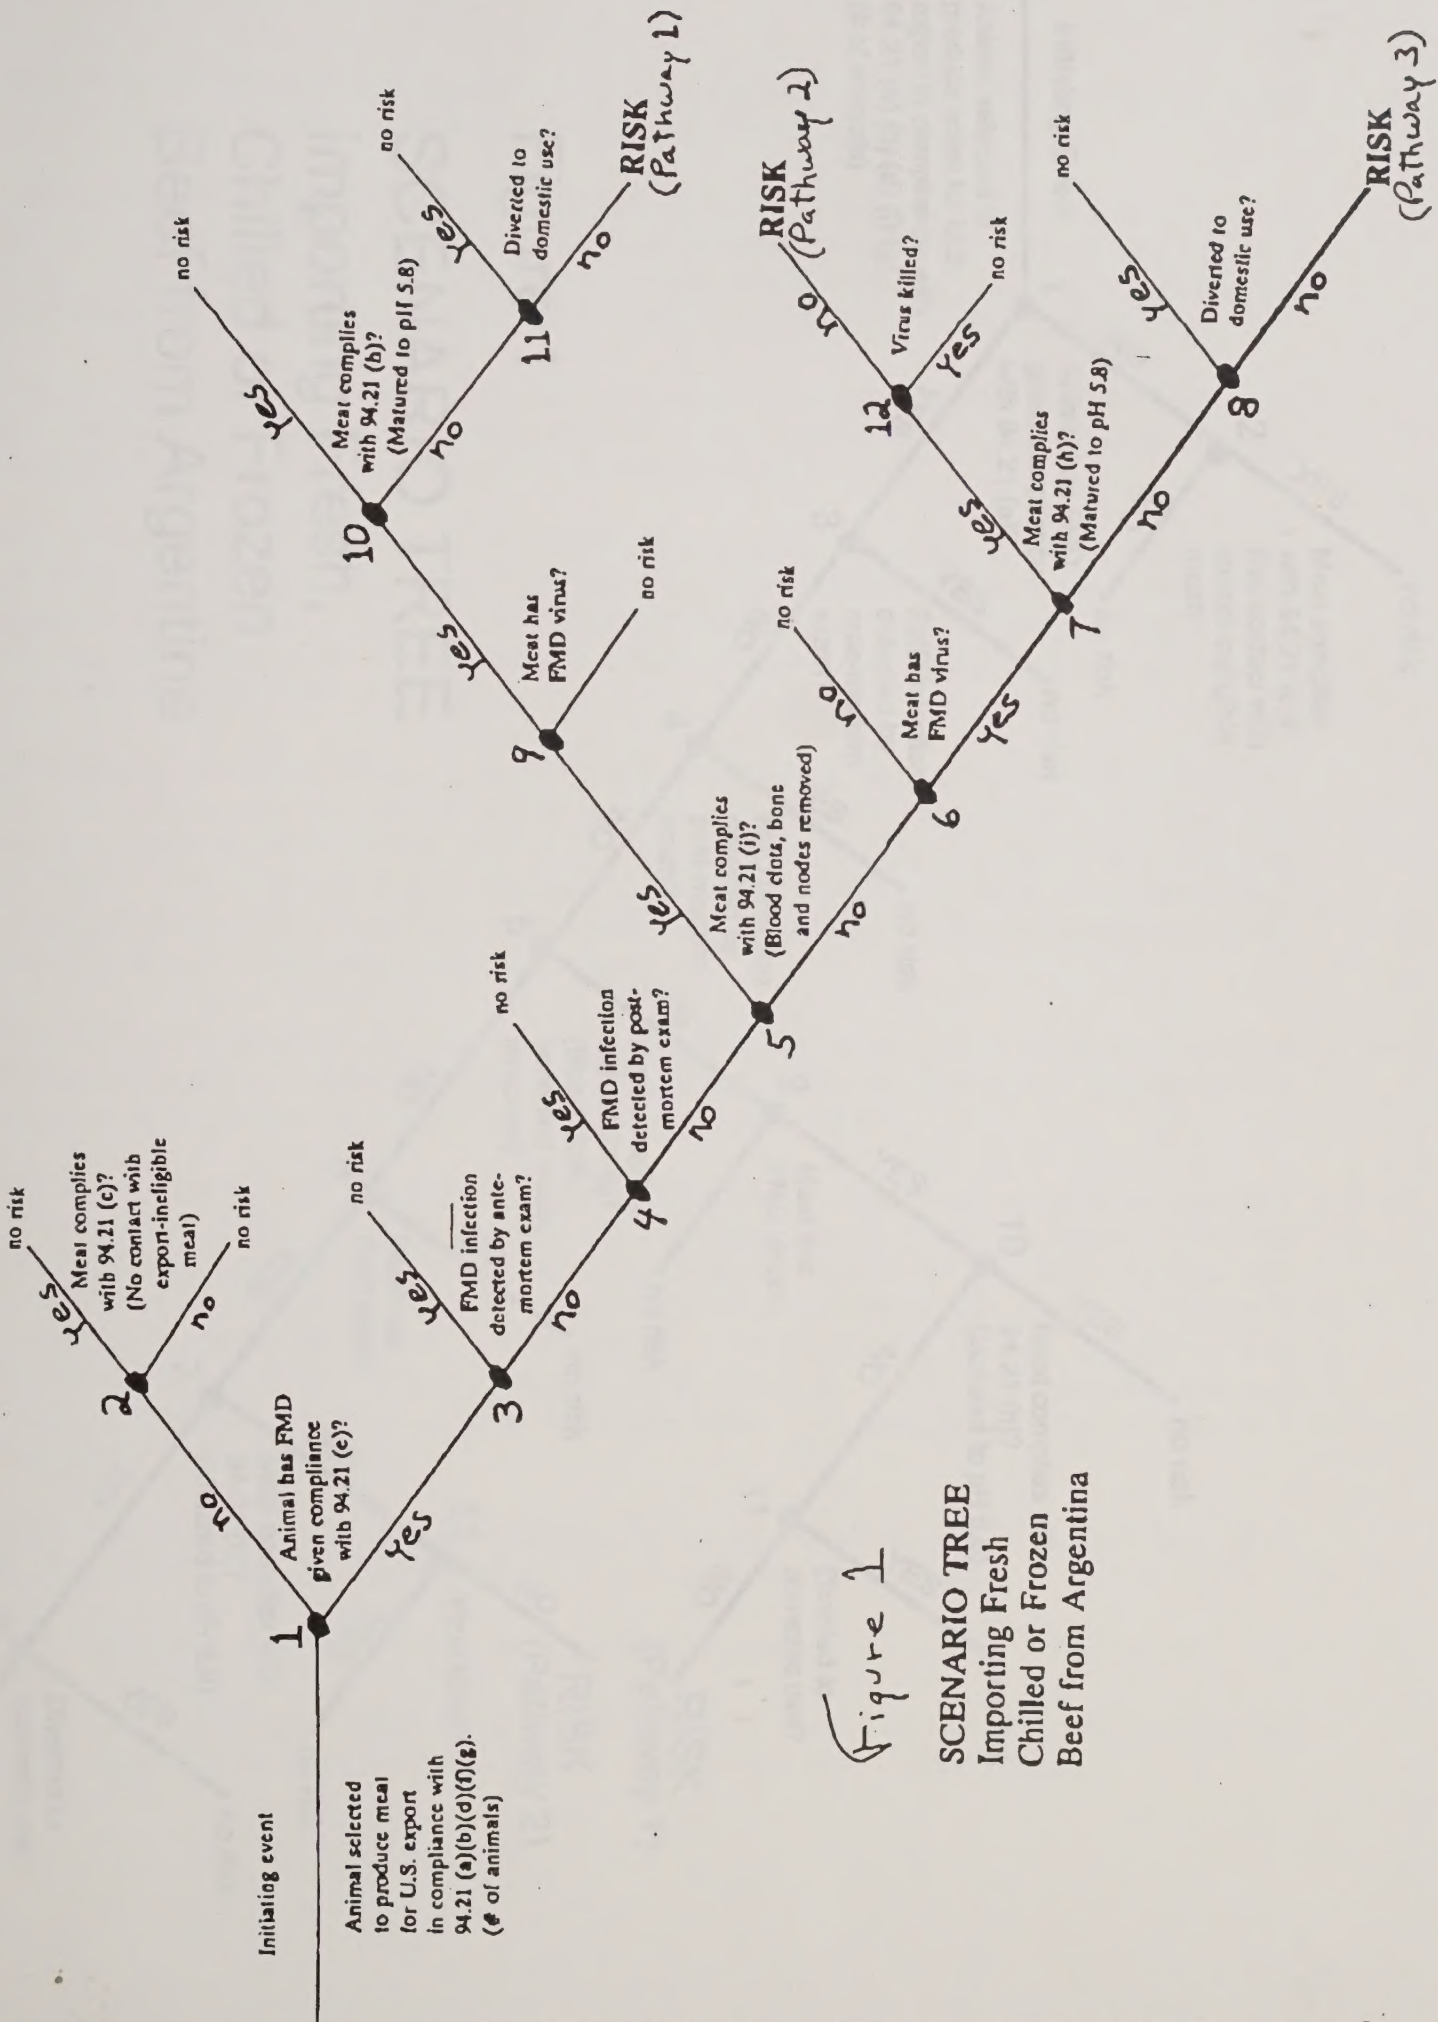 Initiating event
Animal selected
to produce meat
for U.S. export
in compliance with
94.21 (a)(b)(d)(f)(g).
(# of animals)
1
Animal has FMD
given compliance
with 94.21 (e)?
no
Yes
2
Meat complies
with 94.21 (c)?
(No contact with
export-ineligible
meat)
yes
no risk
no
no risk
3
FMD infection
detected by ante-
mortem exam?
yes
no risk
no
4
FMD infection
detected by post-
mortem exam?
yes
no risk
no
5
Meat complies
with 94.21 (i)?
(Blood clots, bone
and nodes removed)
yes
no
9
Meat has
FMD virus?
yes
no risk
10
Meat complies
with 94.21 (h)?
(Matured to pH 5.8)
yes
no risk
no
11
Diverted to
domestic use?
yes
no risk
no
RISK
(Pathway 1)
6
Meat has
FMD virus?
no
no risk
Yes
7
Meat complies
with 94.21 (h)?
(Matured to pH 5.8)
yes
no
12
Virus killed?
no
RISK
(Pathway 2)
Yes
no risk
8
Diverted to
domestic use?
yes
no risk
no
RISK
(Pathway 3)
Figure 1
SCENARIO TREE
Importing Fresh
Chilled or Frozen
Beef from Argentina